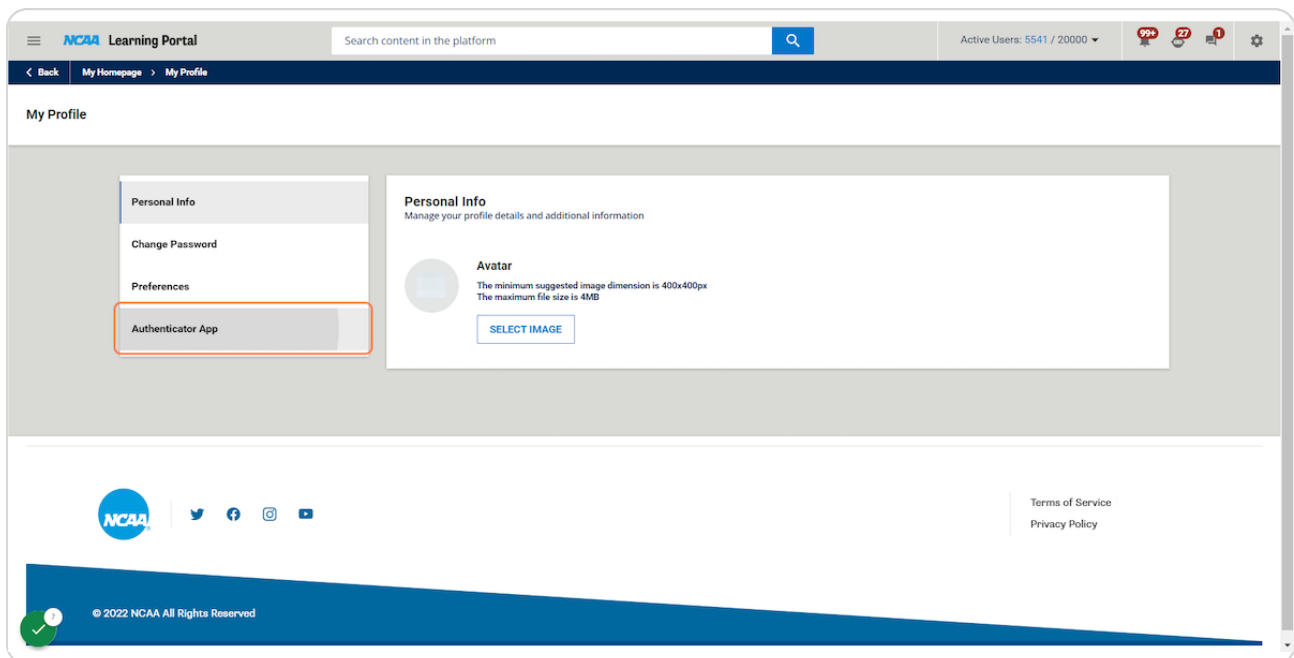 NCAA Learning Portal
Search content in the platform
Active Users: 5541 / 20000
99+
27
1
Back
My Homepage > My Profile
My Profile
Personal Info
Change Password
Preferences
Authenticator App
Personal Info
Manage your profile details and additional information
Avatar
The minimum suggested image dimension is 400x400px
The maximum file size is 4MB
SELECT IMAGE
NCAA
®
Terms of Service
Privacy Policy
© 2022 NCAA All Rights Reserved
7